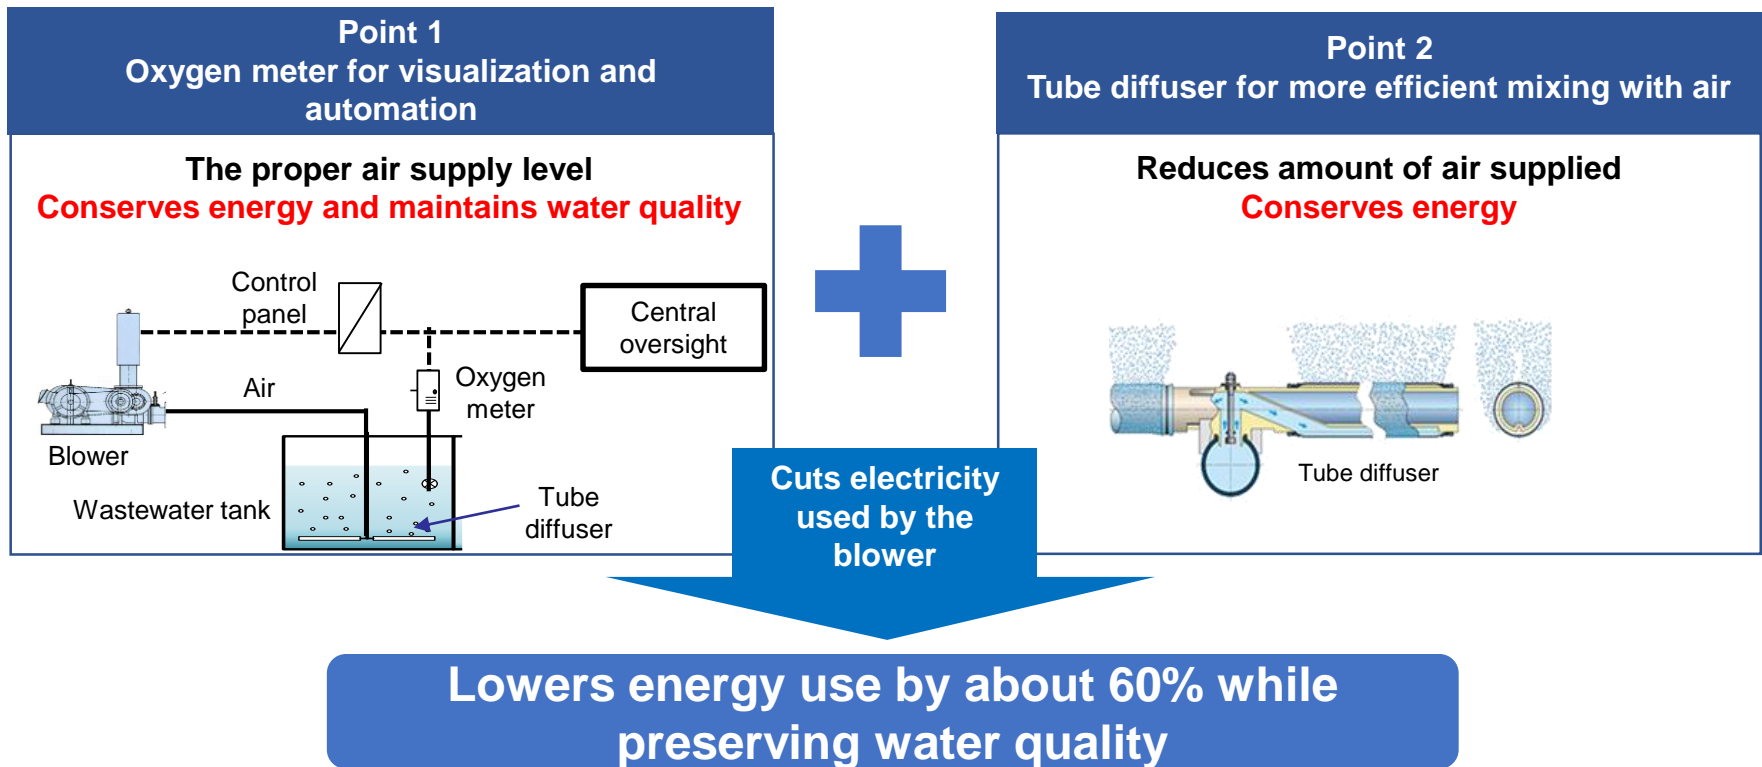 Point 1
Oxygen meter for visualization and
automation
The proper air supply level
Conserves energy and maintains water quality
Control
panel
Central
oversight
Air
Oxygen
meter
Blower
Wastewater tank
Tube
diffuser
Point 2
Tube diffuser for more efficient mixing with air
Reduces amount of air supplied
Conserves energy
Tube diffuser
Cuts electricity
used by the
blower
Lowers energy use by about 60% while
preserving water quality